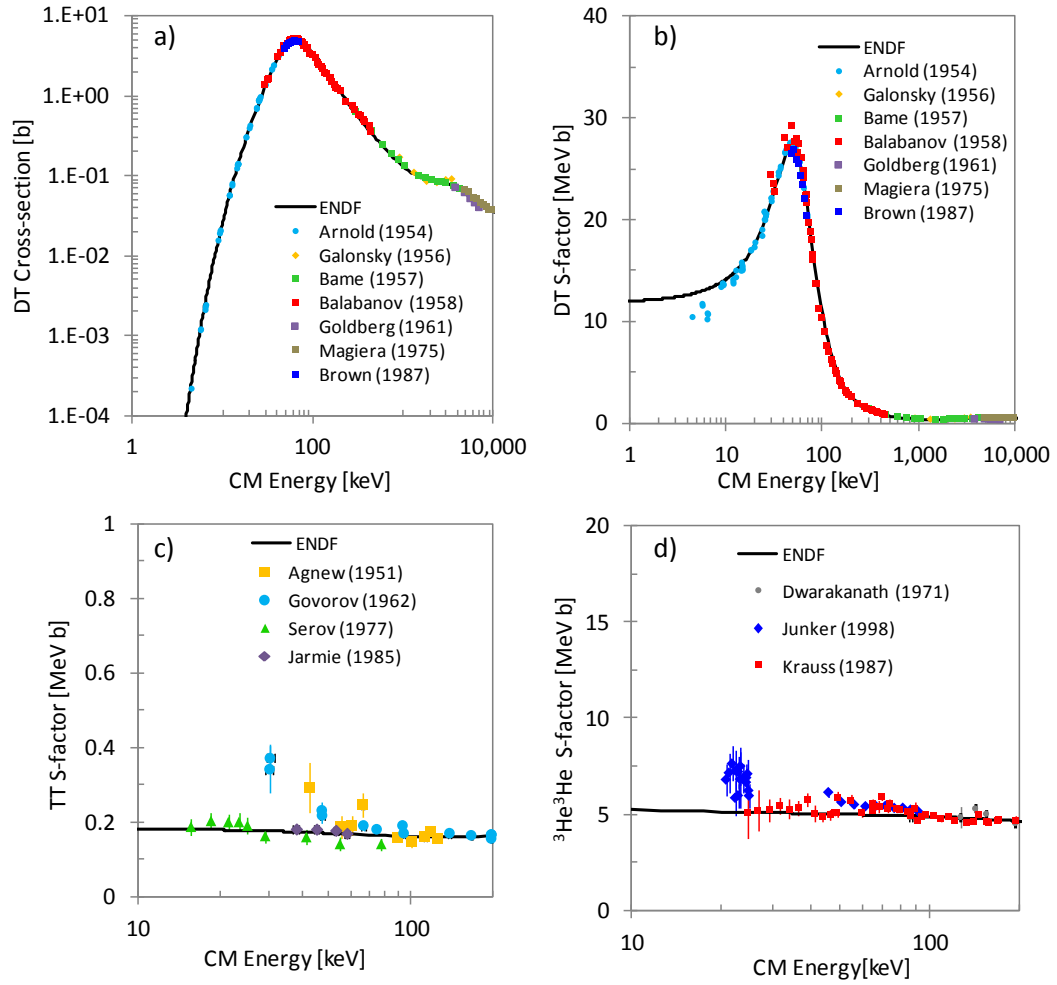 a)
DT Cross-section [b]
1.E+01
1.E+00
1.E-01
1.E-02
1.E-03
1.E-04
ENDF
Arnold (1954)
Galonsky (1956)
Bame (1957)
Balabanov (1958)
Goldberg (1961)
Magiera (1975)
Brown (1987)
1
100
10,000
CM Energy [keV]
b)
DT S-factor [MeV b]
40
30
20
10
0
ENDF
Arnold (1954)
Galonsky (1956)
Bame (1957)
Balabanov (1958)
Goldberg (1961)
Magiera (1975)
Brown (1987)
1
10
100
1,000
10,000
CM Energy [keV]
c)
TT S-factor [MeV b]
1
0.8
0.6
0.4
0.2
0
ENDF
Agnew (1951)
Govorov (1962)
Serov (1977)
Jarmie (1985)
10
100
CM Energy [keV]
d)
³He³He S-factor [MeV b]
20
15
10
5
0
ENDF
Dwarakanath (1971)
Junker (1998)
Krauss (1987)
10
100
CM Energy[keV]